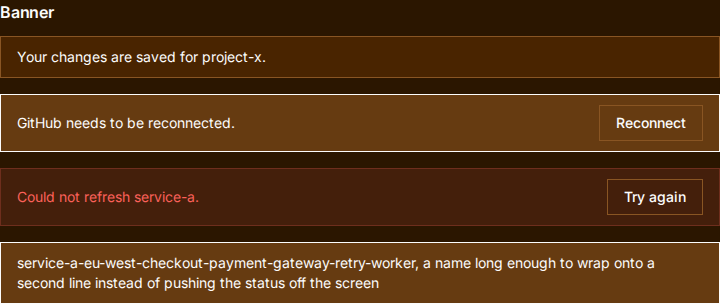 Banner
Your changes are saved for project-x.
GitHub needs to be reconnected.
Reconnect
Could not refresh service-a.
Try again
service-a-eu-west-checkout-payment-gateway-retry-worker, a name long enough to wrap onto a
second line instead of pushing the status off the screen